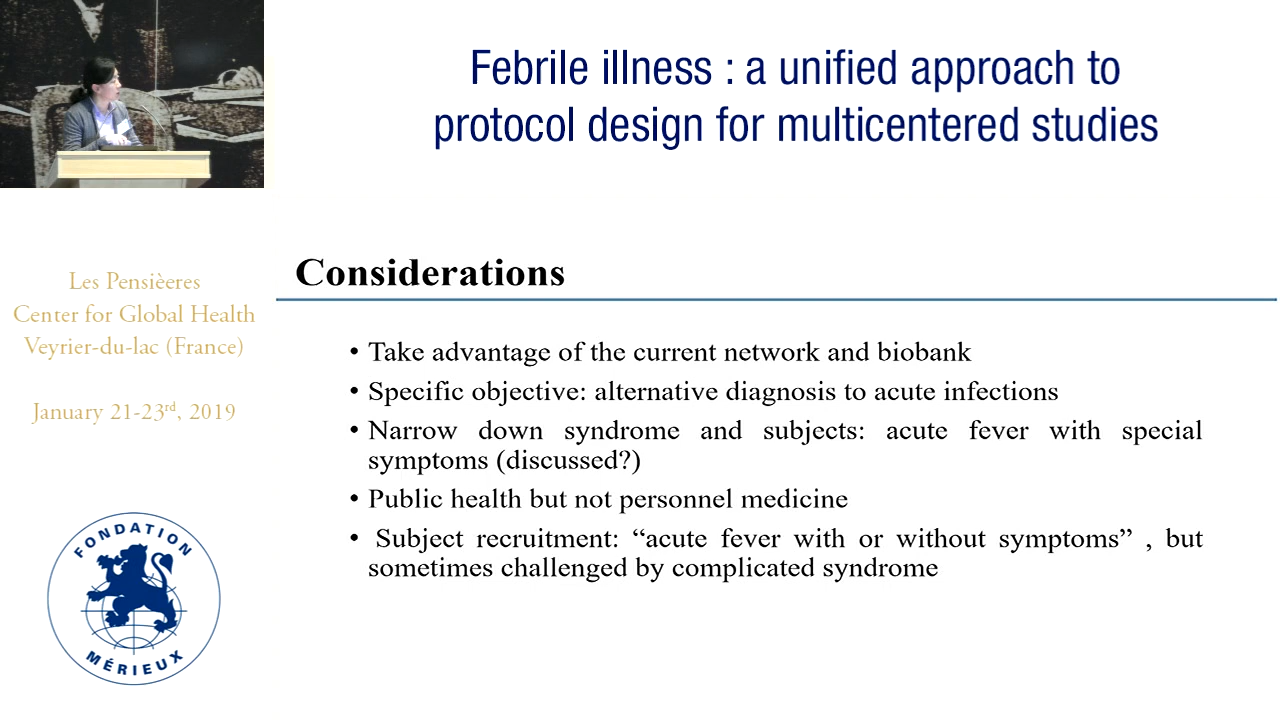 Febrile illness : a unified approach to
protocol design for multicentered studies
Les Pensièeres
Center for Global Health
Veyrier-du-lac (France)
January 21-23rd, 2019
FONDATION
MÉRIEUX
Considerations
• Take advantage of the current network and biobank
• Specific objective: alternative diagnosis to acute infections
• Narrow down syndrome and subjects: acute fever with special
symptoms (discussed?)
• Public health but not personnel medicine
• Subject recruitment: “acute fever with or without symptoms” , but
sometimes challenged by complicated syndrome